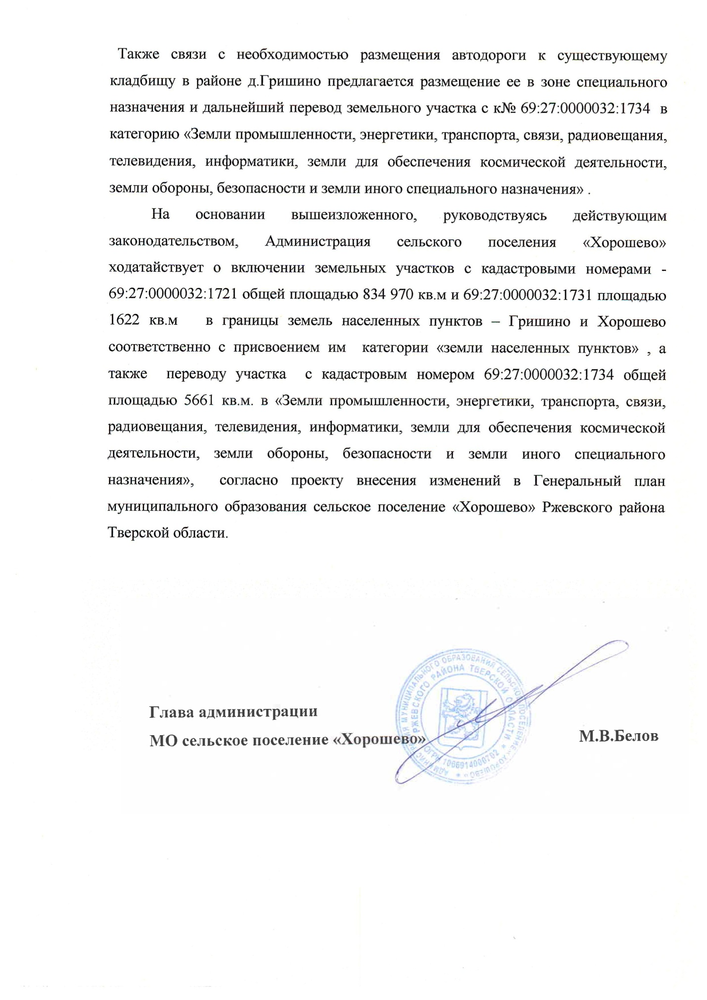 Также связи с необходимостью размещения автодороги к существующему
кладбищу в районе д.Гришино предлагается размещение ее в зоне специального
назначения и дальнейший перевод земельного участка с к№ 69:27:0000032:1734 в
категорию «Земли промышленности, энергетики, транспорта, связи, радиовещания,
телевидения, информатики, земли для обеспечения космической деятельности,
земли обороны, безопасности и земли иного специального назначения» .
На основании вышеизложенного, руководствуясь действующим
законодательством, Администрация сельского поселения «Хорошево»
ходатайствует о включении земельных участков с кадастровыми номерами -
69:27:0000032:1721 общей площадью 834 970 кв.м и 69:27:0000032:1731 площадью
1622 кв.м в границы земель населенных пунктов – Гришино и Хорошево
соответственно с присвоением им категории «земли населенных пунктов» , а
также переводу участка с кадастровым номером 69:27:0000032:1734 общей
площадью 5661 кв.м. в «Земли промышленности, энергетики, транспорта, связи,
радиовещания, телевидения, информатики, земли для обеспечения космической
деятельности, земли обороны, безопасности и земли иного специального
назначения», согласно проекту внесения изменений в Генеральный план
муниципального образования сельское поселение «Хорошево» Ржевского района
Тверской области.
Глава администрации
МО сельское поселение «Хорошево»
М.В.Белов
АДМИНИСТРАЦИЯ МУНИЦИПАЛЬНОГО ОБРАЗОВАНИЯ СЕЛЬСКОЕ ПОСЕЛЕНИЕ «ХОРОШЕВО» *
РЖЕВСКОГО РАЙОНА ТВЕРСКОЙ ОБЛАСТИ *
ОГРН 1066914000702